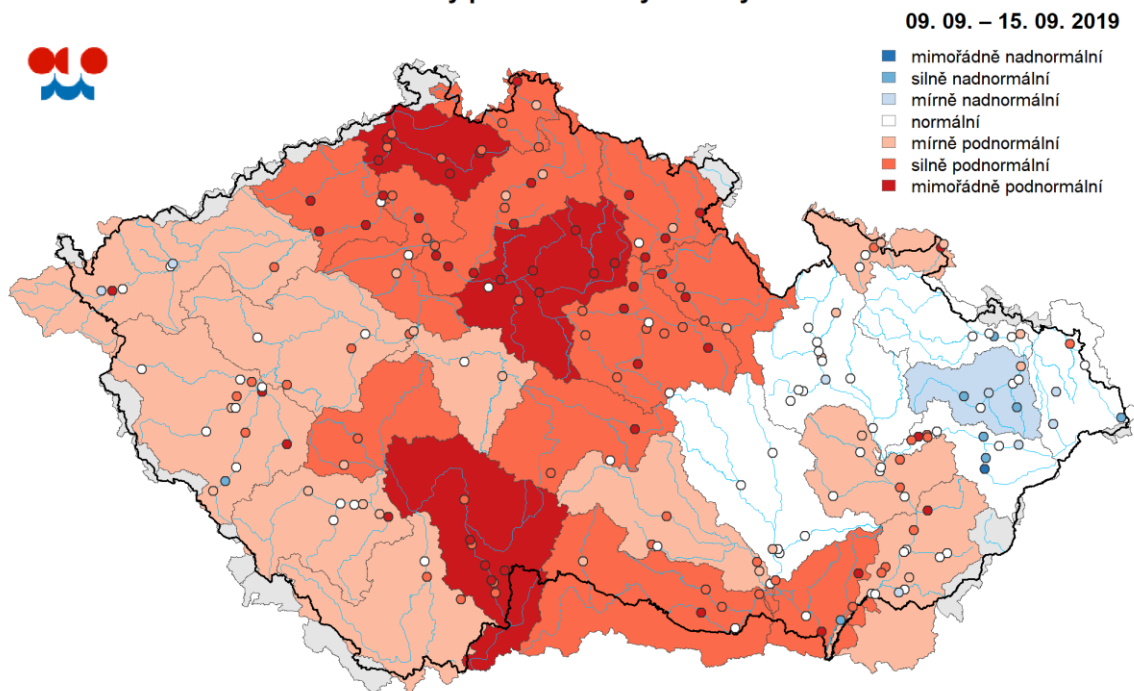 09. 09. – 15. 09. 2019
mimořádně nadnormální
silně nadnormální
mírně nadnormální
normální
mírně podnormální
silně podnormální
mimořádně podnormální